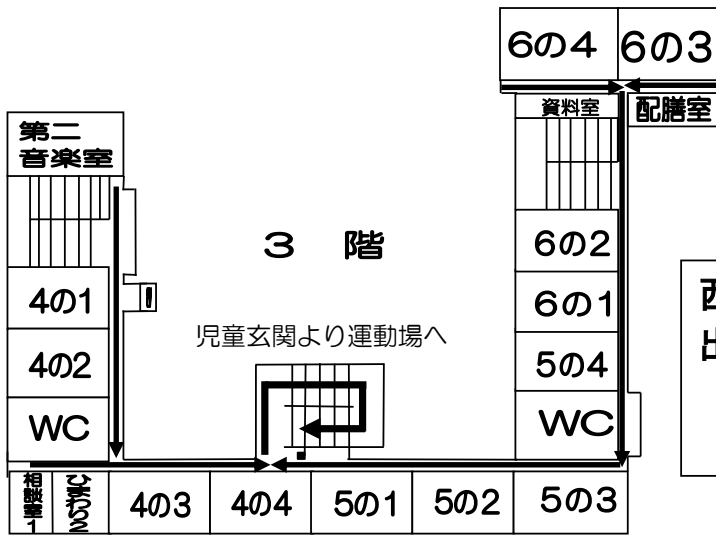 6の4
6の3
資料室
配膳室
第二
音楽室
3 階
6の2
4の1
6の1
児童玄関より運動場へ
4の2
5の4
WC
WC
相談室1
ひまわり2
4の3
4の4
5の1
5の2
5の3